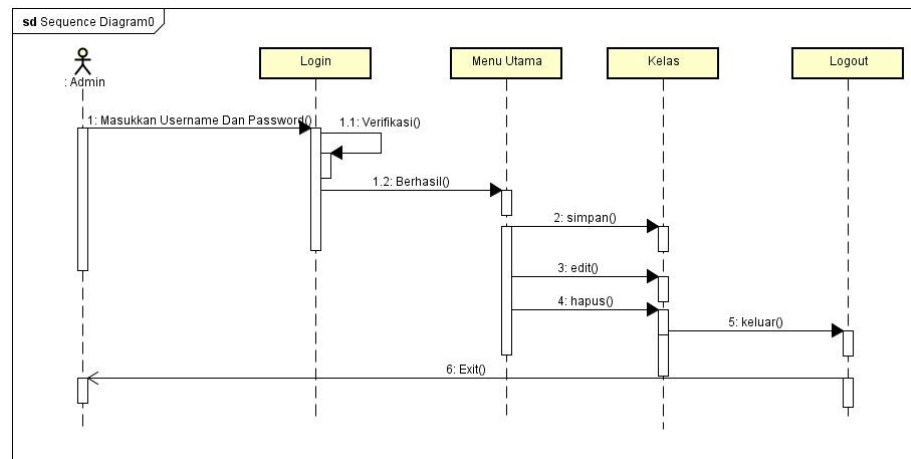 sd Sequence Diagram0
: Admin
Login
Menu Utama
Kelas
Logout
1: Masukkan Username Dan Password()
1.1: Verifikasi()
1.2: Berhasil()
2: simpan()
3: edit()
4: hapus()
5: keluar()
6: Exit()